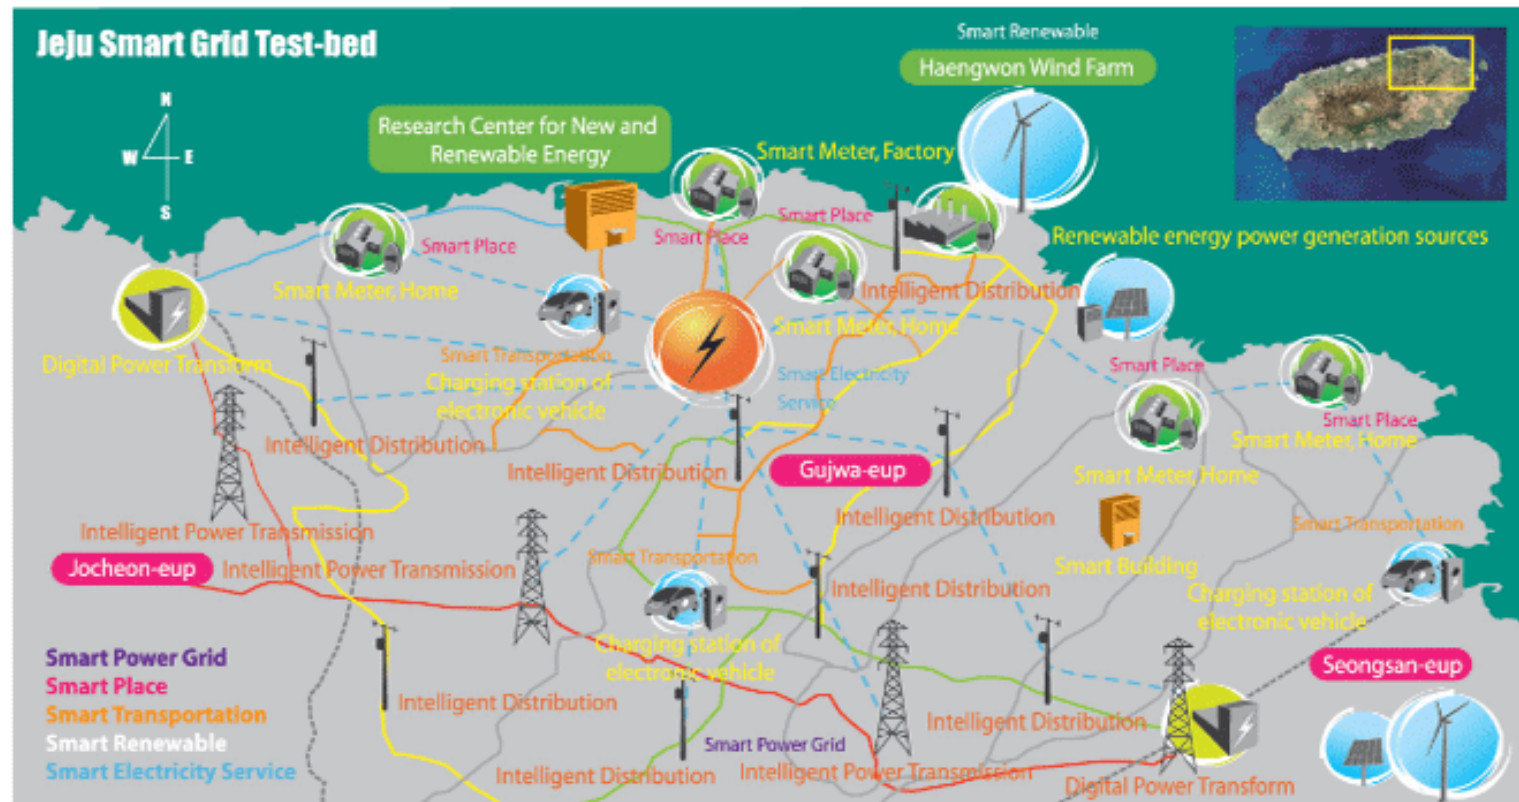 Jeju Smart Grid Test-bed
Smart Renewable
Haengwon Wind Farm
N
W
E
S
Research Center for New and
Renewable Energy
Smart Meter, Factory
Smart Place
Smart Place
Smart Place
Renewable energy power generation sources
Smart Meter, Home
Intelligent Distribution
Smart Meter, Home
Digital Power Transform
Smart Transportation
Charging station of
electronic vehicle
Smart Electricity
Service
Smart Place
Smart Place
Smart Meter, Home
Intelligent Distribution
Intelligent Distribution
Gujwa-eup
Smart Meter, Home
Intelligent Distribution
Intelligent Power Transmission
Smart Transportation
Jocheon-eup
Intelligent Power Transmission
Smart Transportation
Smart Building
Intelligent Distribution
Charging station of
electronic vehicle
Charging station of
electronic vehicle
Seongsan-eup
Smart Power Grid
Smart Place
Smart Transportation
Smart Renewable
Smart Electricity Service
Intelligent Distribution
Intelligent Distribution
Smart Power Grid
Intelligent Distribution
Intelligent Power Transmission
Digital Power Transform